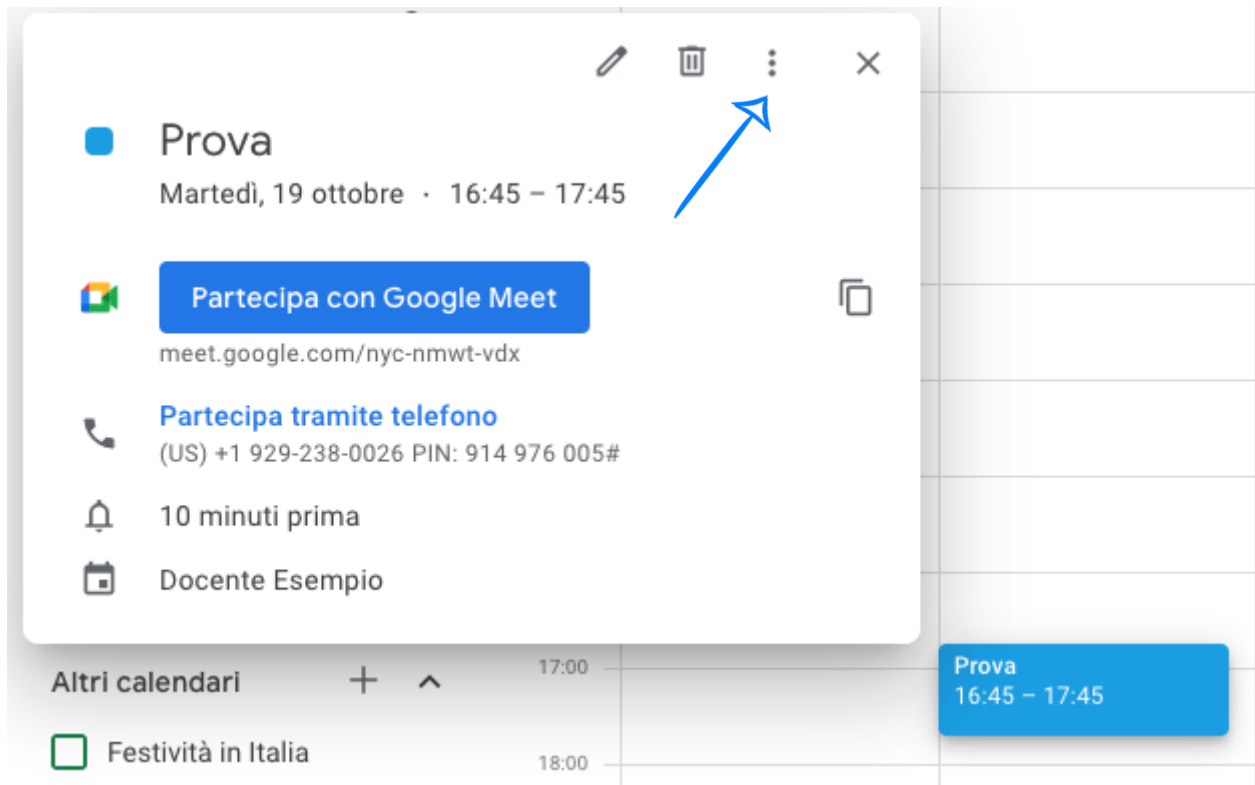 Prova
Martedì, 19 ottobre · 16:45 – 17:45
Partecipa con Google Meet
meet.google.com/nyc-nmwt-vdx
Partecipa tramite telefono
(US) +1 929-238-0026 PIN: 914 976 005#
10 minuti prima
Docente Esempio
Altri calendari
Festività in Italia
17:00
18:00
Prova
16:45 – 17:45